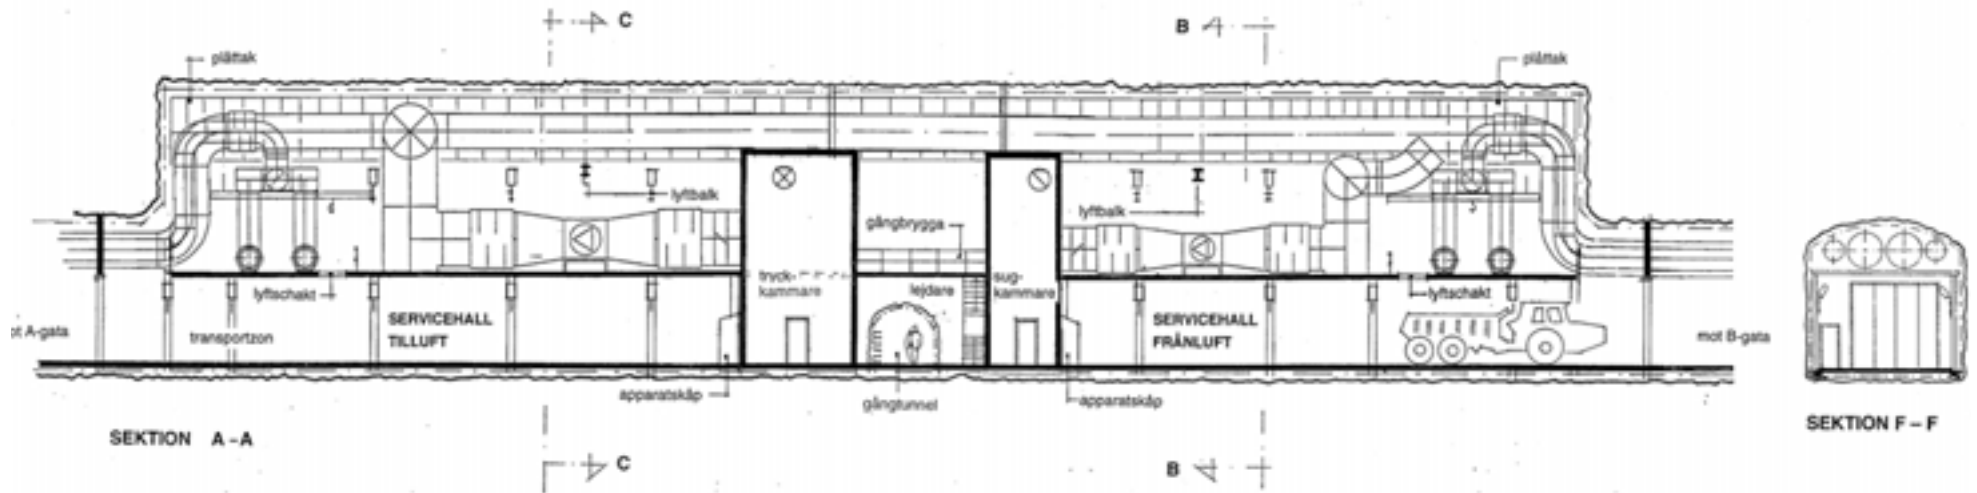 C
B
plåttak
plåttak
lyftbalk
lyftbalk
gångbrygga
tryck-
kammare
lejdare
sug-
kammare
lyftschakt
lyftschakt
A-gata
transportzon
SERVICEHALL
TILLUFT
SERVICEHALL
FRÅNLUFT
mot B-gata
apparatskåp
gångtunnel
apparatskåp
SEKTION A – A
SEKTION F – F
C
B